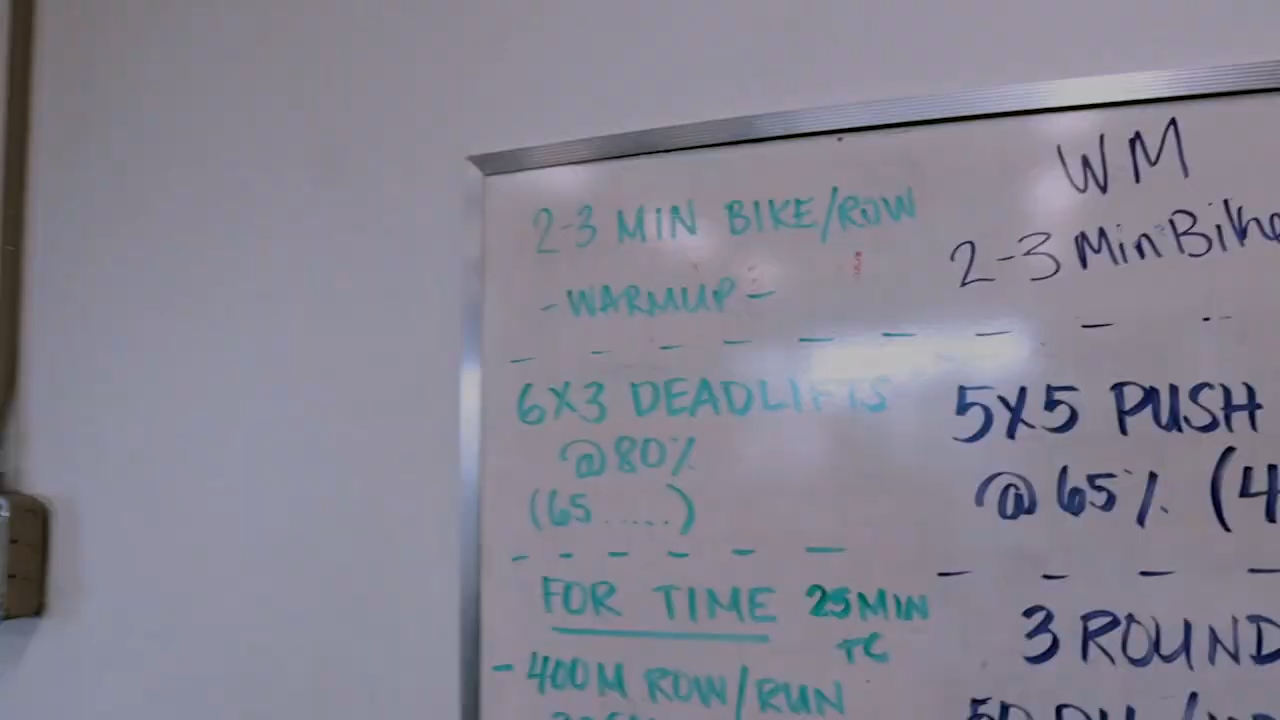 2-3 MIN BIKE/ROW
-WARMUP-
6X3 DEADLIFTS
@80%
(65.....)
FOR TIME 25MIN
TC
-400M ROW/RUN
WM
2-3 Min Bike
5X5 PUSH
@65% (4
3 ROUND